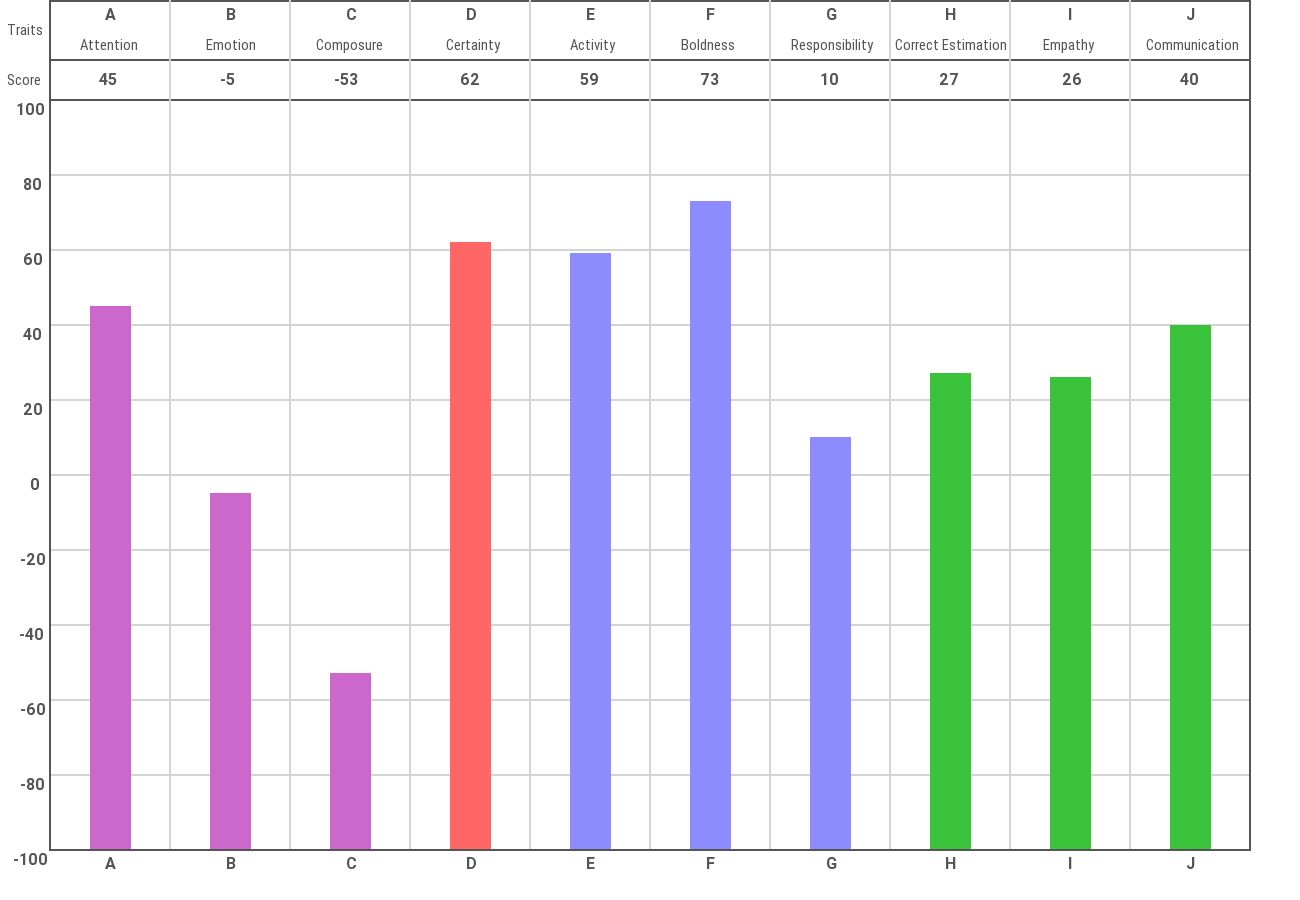 A B C D E F G H I J
Traits
Attention Emotion Composure Certainty Activity Boldness Responsibility Correct Estimation Empathy Communication
Score 45 -5 -53 62 59 73 10 27 26 40
100
80
60
40
20
0
-20
-40
-60
-80
-100
A B C D E F G H I J